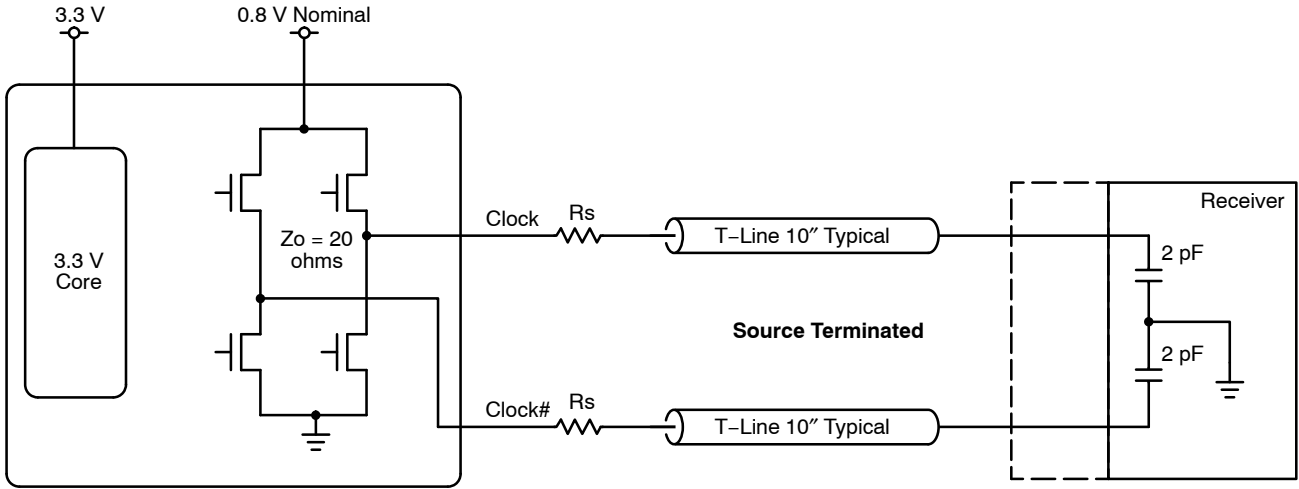 3.3 V
0.8 V Nominal
3.3 V
Core
Zo = 20
ohms
Clock
Rs
T−Line 10″ Typical
Receiver
2 pF
Source Terminated
2 pF
Clock#
Rs
T−Line 10″ Typical